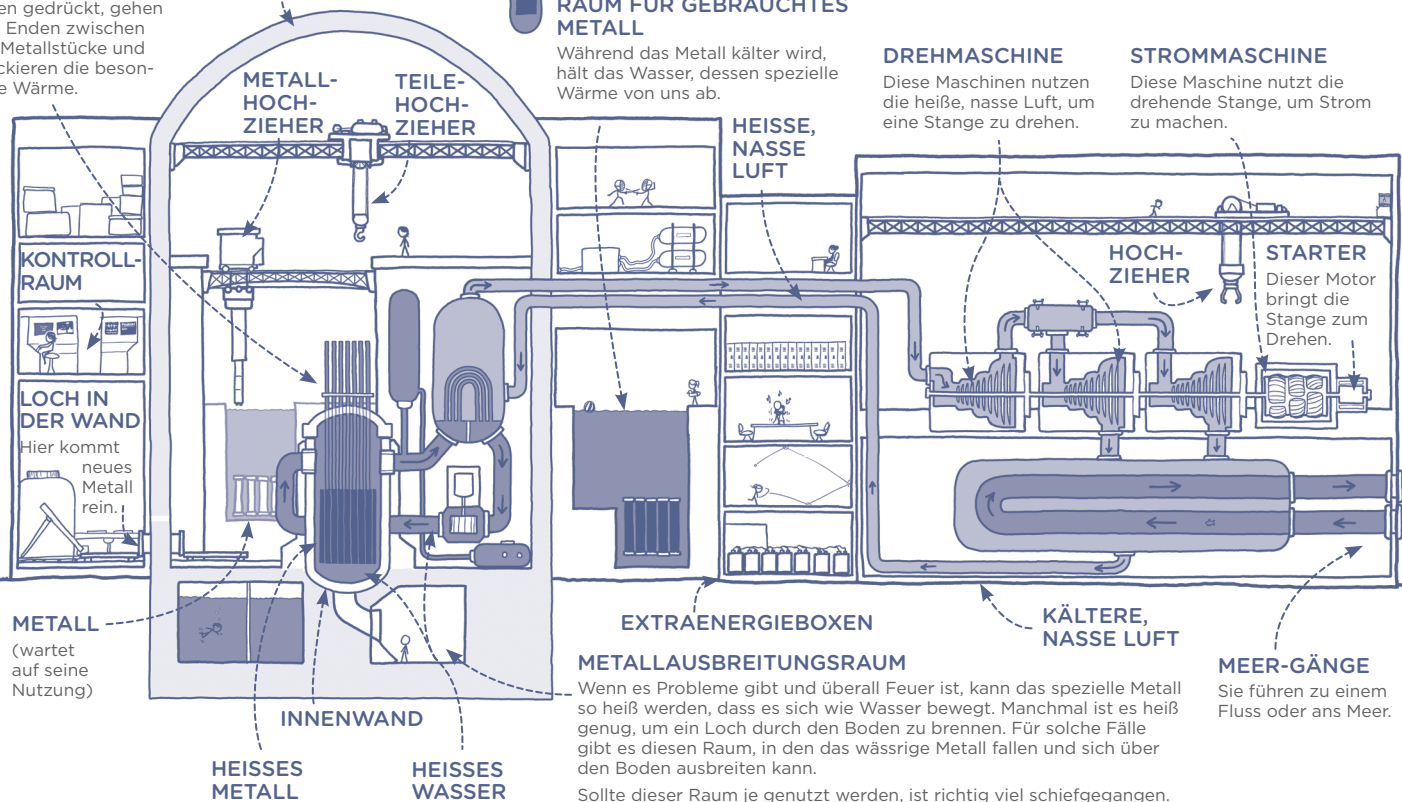 en gedrückt, gehen
Enden zwischen
Metallstücke und
ckieren die beson-
e Wärme.
RAUM FÜR GEBRAUCHTES
METALL
Während das Metall kälter wird,
hält das Wasser, dessen spezielle
Wärme von uns ab.
METALL-
HOCH-
ZIEHER
TEILE-
HOCH-
ZIEHER
HEISSE,
NASSE
LUFT
DREHMASCHINE
Diese Maschinen nutzen
die heiße, nasse Luft, um
eine Stange zu drehen.
STROMMASCHINE
Diese Maschine nutzt die
drehende Stange, um Strom
zu machen.
KONTROLL-
RAUM
HOCH-
ZIEHER
STARTER
Dieser Motor
bringt die
Stange zum
Drehen.
LOCH IN
DER WAND
Hier kommt
neues
Metall
rein.
METALL
(wartet
auf seine
Nutzung)
INNENWAND
HEISSES
METALL
HEISSES
WASSER
EXTRAENERGIEBOXEN
METALLAUSBREITUNGSRAUM
Wenn es Probleme gibt und überall Feuer ist, kann das spezielle Metall
so heiß werden, dass es sich wie Wasser bewegt. Manchmal ist es heiß
genug, um ein Loch durch den Boden zu brennen. Für solche Fälle
gibt es diesen Raum, in den das wässrige Metall fallen und sich über
den Boden ausbreiten kann.
Sollte dieser Raum je genutzt werden, ist richtig viel schiefgegangen.
KÄLTERE,
NASSE LUFT
MEER-GÄNGE
Sie führen zu einem
Fluss oder ans Meer.